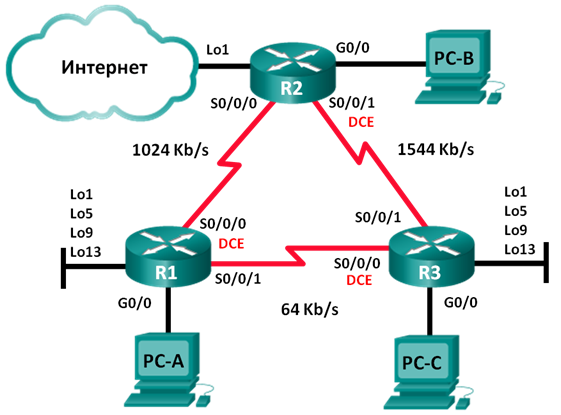 Lo1
G0/0
Интернет
PC-B
R2
S0/0/0
S0/0/1
DCE
1024 Kb/s
1544 Kb/s
Lo1
Lo5
Lo9
Lo13
S0/0/0
DCE
S0/0/1
Lo1
Lo5
Lo9
Lo13
R1
S0/0/1
S0/0/0
DCE
R3
G0/0
64 Kb/s
G0/0
PC-A
PC-C